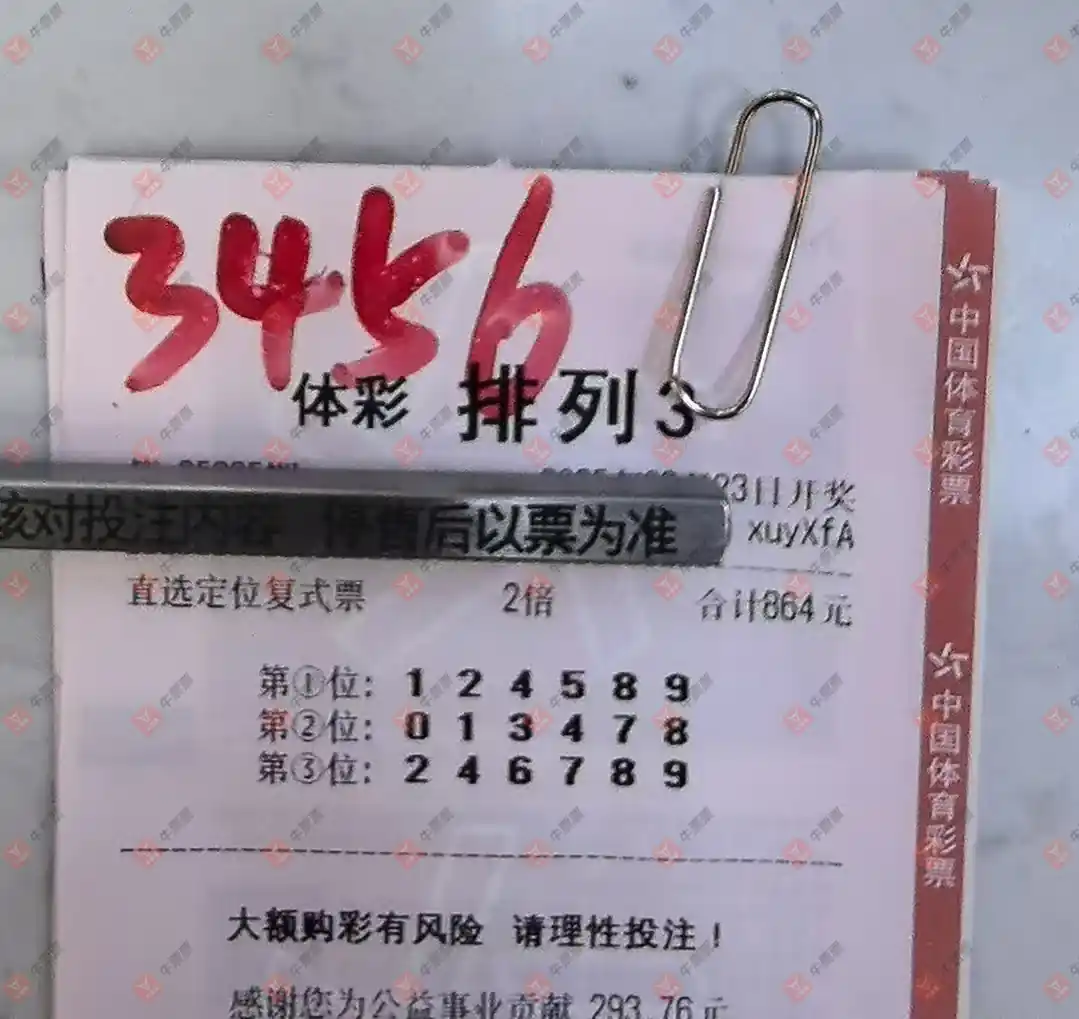 3456
体彩 排列3
23日开奖
核对投注内容 停售后以票为准
xuyXfA
直选定位复式票 2倍 合计864元
第①位: 1 2 4 5 8 9
第②位: 0 1 3 4 7 8
第③位: 2 4 6 7 8 9
大额购彩有风险 请理性投注!
感谢您为公益事业贡献 293.76元
中国体育彩票
中国体育彩票
牛票票